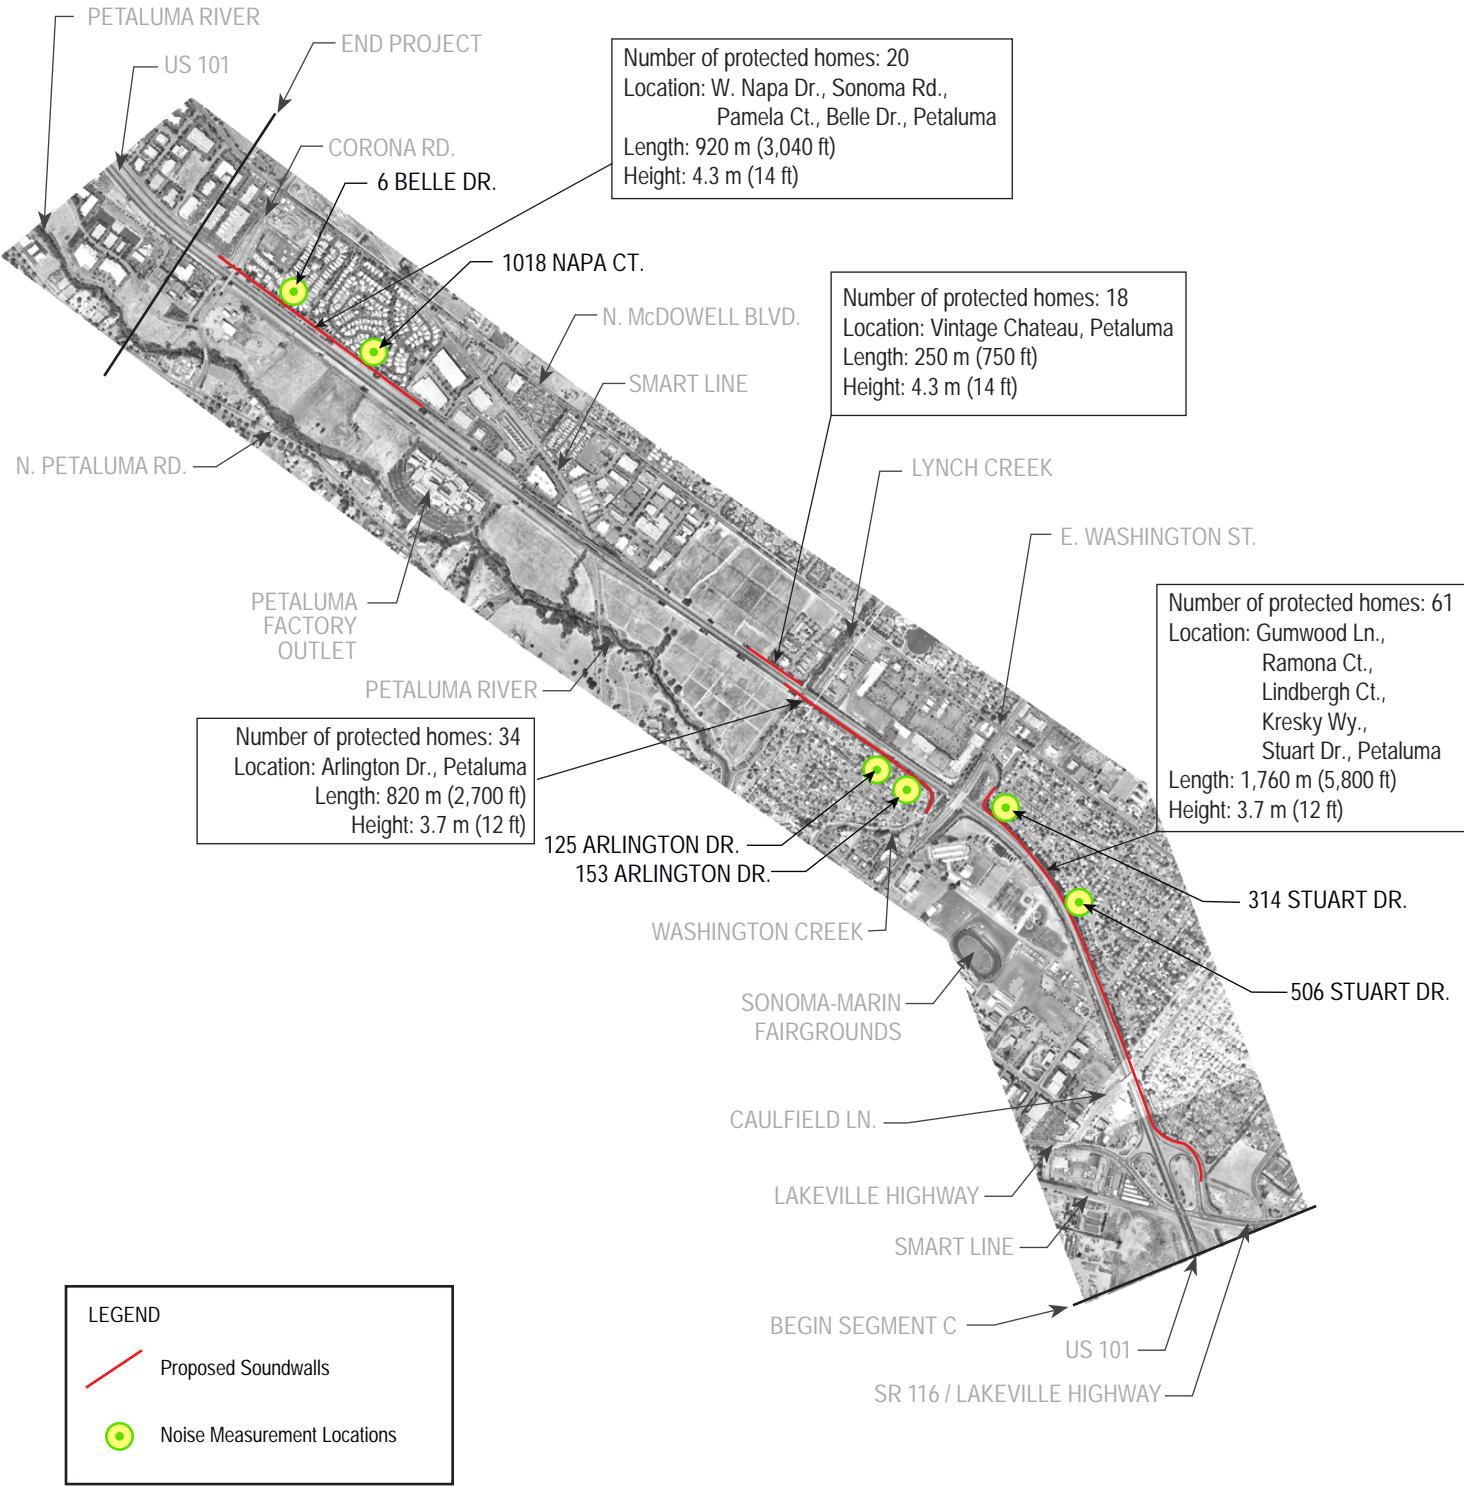 PETALUMA RIVER
END PROJECT
US 101
Number of protected homes: 20
Location: W. Napa Dr., Sonoma Rd.,
Pamela Ct., Belle Dr., Petaluma
Length: 920 m (3,040 ft)
Height: 4.3 m (14 ft)
CORONA RD.
6 BELLE DR.
1018 NAPA CT.
Number of protected homes: 18
Location: Vintage Chateau, Petaluma
Length: 250 m (750 ft)
Height: 4.3 m (14 ft)
N. McDOWELL BLVD.
SMART LINE
N. PETALUMA RD.
LYNCH CREEK
E. WASHINGTON ST.
PETALUMA
FACTORY
OUTLET
Number of protected homes: 61
Location: Gumwood Ln.,
Ramona Ct.,
Lindbergh Ct.,
Kresky Wy.,
Stuart Dr., Petaluma
Length: 1,760 m (5,800 ft)
Height: 3.7 m (12 ft)
PETALUMA RIVER
Number of protected homes: 34
Location: Arlington Dr., Petaluma
Length: 820 m (2,700 ft)
Height: 3.7 m (12 ft)
125 ARLINGTON DR.
153 ARLINGTON DR.
314 STUART DR.
WASHINGTON CREEK
506 STUART DR.
SONOMA-MARIN
FAIRGROUNDS
CAULFIELD LN.
LAKEVILLE HIGHWAY
SMART LINE
BEGIN SEGMENT C
US 101
SR 116 / LAKEVILLE HIGHWAY
LEGEND
Proposed Soundwalls
Noise Measurement Locations